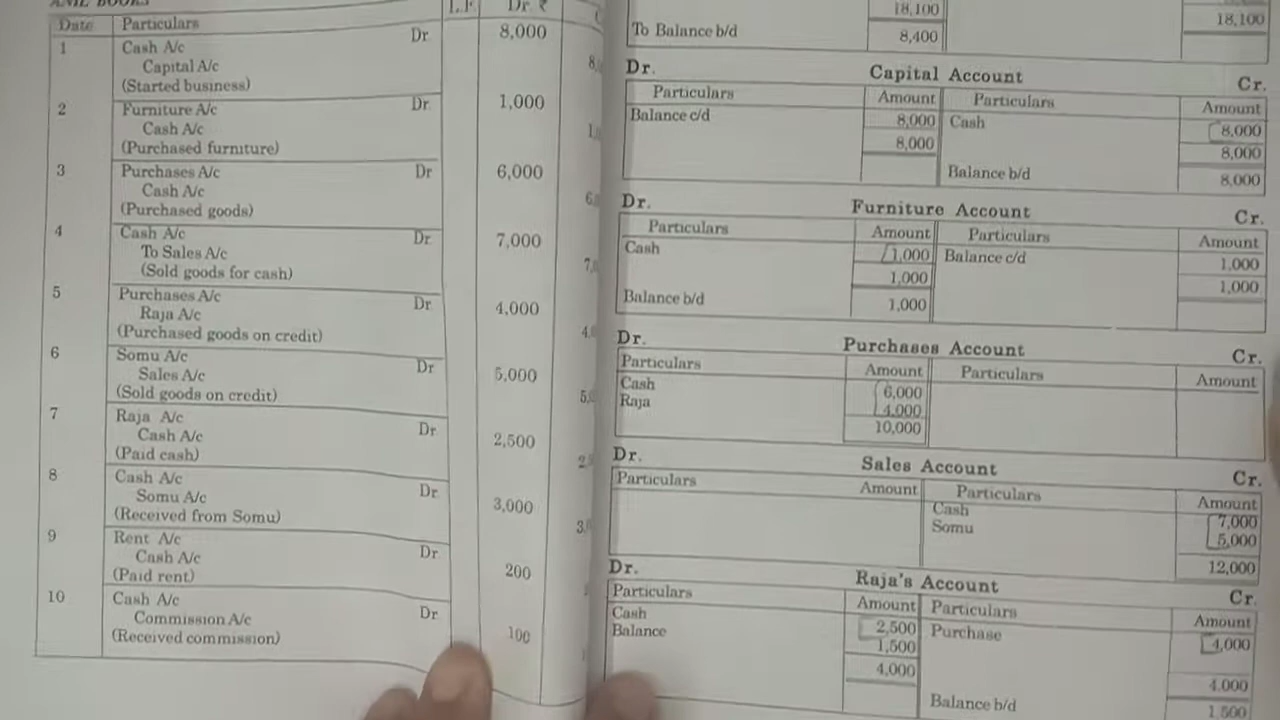 ANIL BOOKS
Date Particulars L.F. Dr. ₹
1 Cash A/c Dr. 8,000
Capital A/c
(Started business)
2 Furniture A/c Dr. 1,000
Cash A/c
(Purchased furniture)
3 Purchases A/c Dr 6,000
Cash A/c
(Purchased goods)
4 Cash A/c Dr. 7,000
To Sales A/c
(Sold goods for cash)
5 Purchases A/c Dr. 4,000
Raja A/c
(Purchased goods on credit)
6 Somu A/c Dr. 5,000
Sales A/c
(Sold goods on credit)
7 Raja A/c Dr 2,500
Cash A/c
(Paid cash)
8 Cash A/c Dr. 3,000
Somu A/c
(Received from Somu)
9 Rent A/c Dr 200
Cash A/c
(Paid rent)
10 Cash A/c Dr. 100
Commission A/c
(Received commission)
18,100 18,100
To Balance b/d 8,400
Dr. Capital Account Cr.
Particulars Amount Particulars Amount
Balance c/d 8,000 Cash 8,000
8,000 8,000
Balance b/d 8,000
Dr. Furniture Account Cr.
Particulars Amount Particulars Amount
Cash 1,000 Balance c/d 1,000
1,000 1,000
Balance b/d 1,000
Dr. Purchases Account Cr.
Particulars Amount Particulars Amount
Cash 6,000
Raja 4,000
10,000
Dr. Sales Account Cr.
Particulars Amount Particulars Amount
Cash 7,000
Somu 5,000
12,000
Dr. Raja's Account Cr.
Particulars Amount Particulars Amount
Cash 2,500 Purchase 4,000
Balance 1,500
4,000 4.000
Balance b/d 1,500